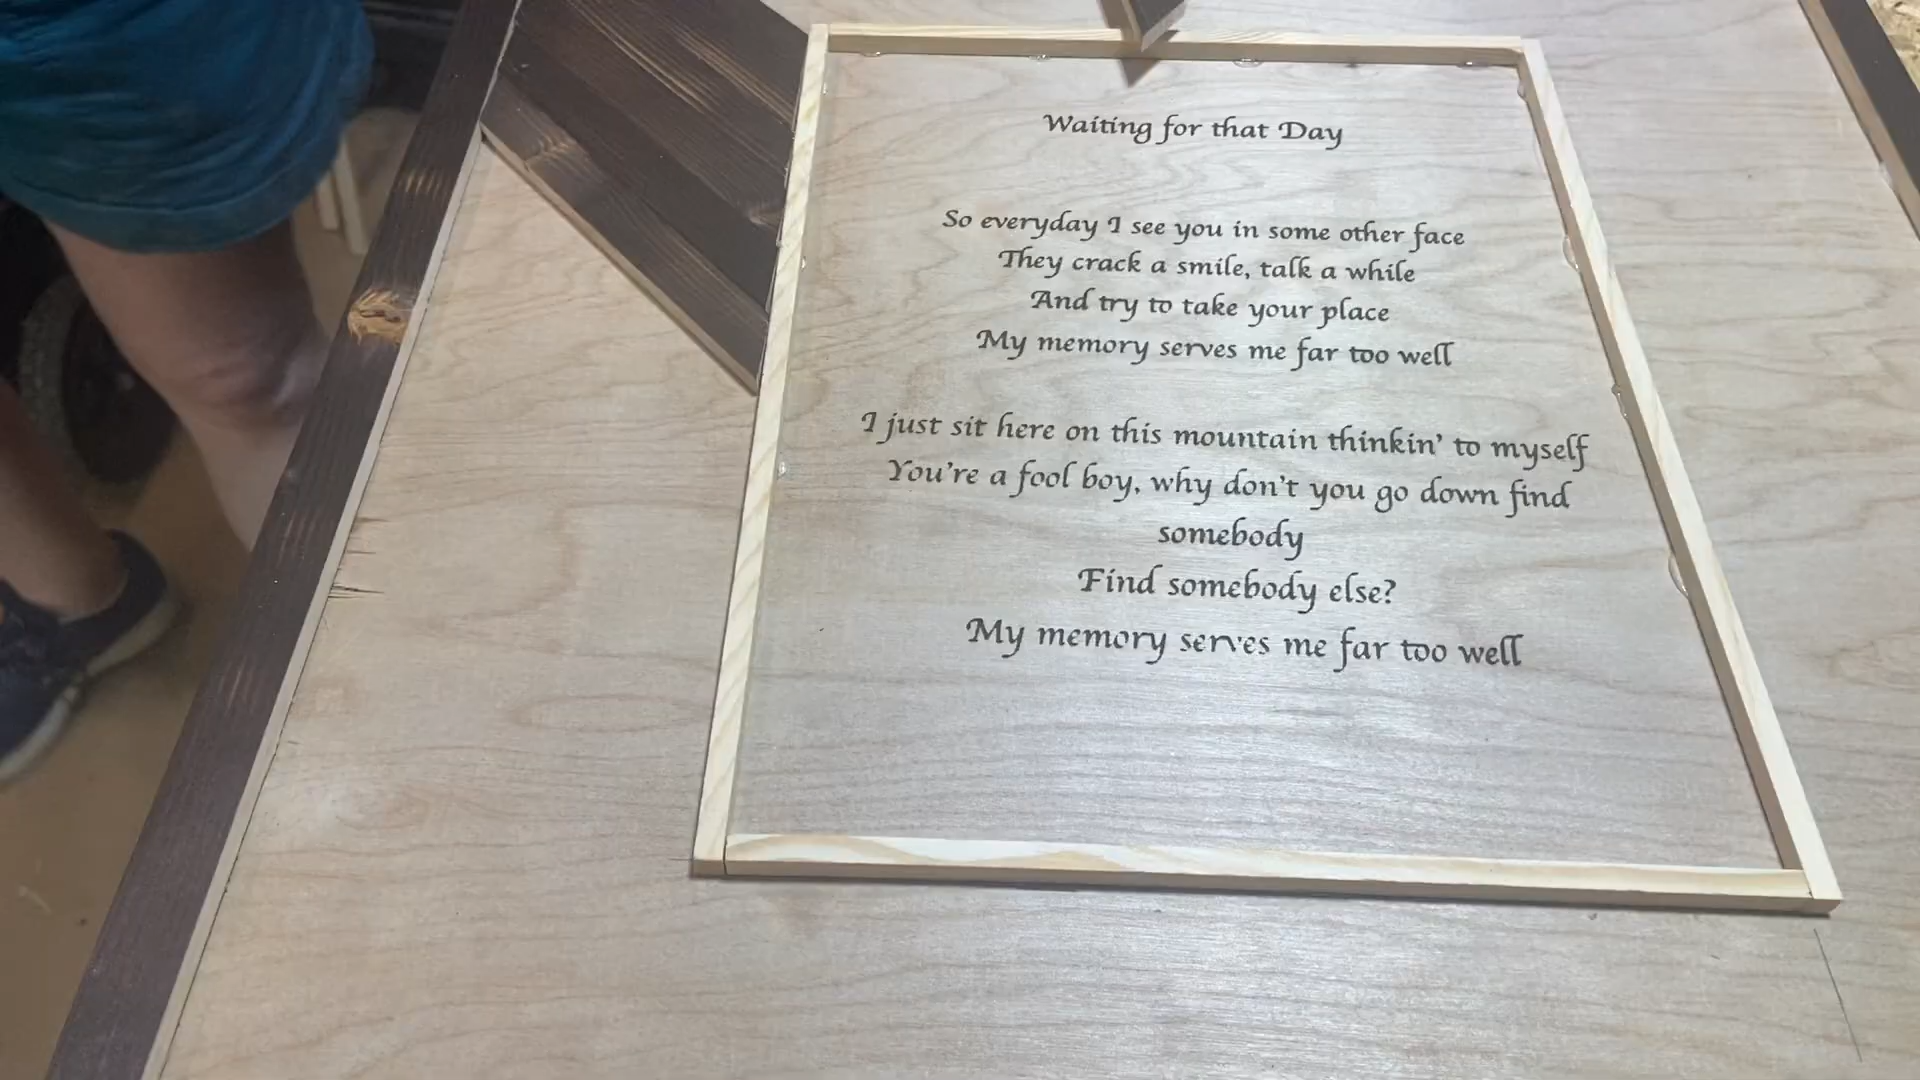 Waiting for that Day
So everyday I see you in some other face
They crack a smile, talk a while
And try to take your place
My memory serves me far too well
I just sit here on this mountain thinkin' to myself
You're a fool boy, why don't you go down find
somebody
Find somebody else?
My memory serves me far too well